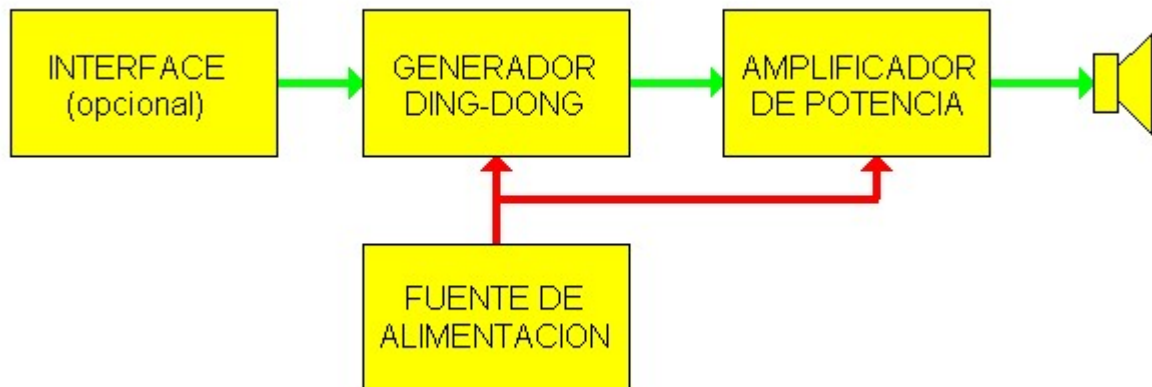 INTERFACE
(opcional)
GENERADOR
DING-DONG
AMPLIFICADOR
DE POTENCIA
FUENTE DE
ALIMENTACION